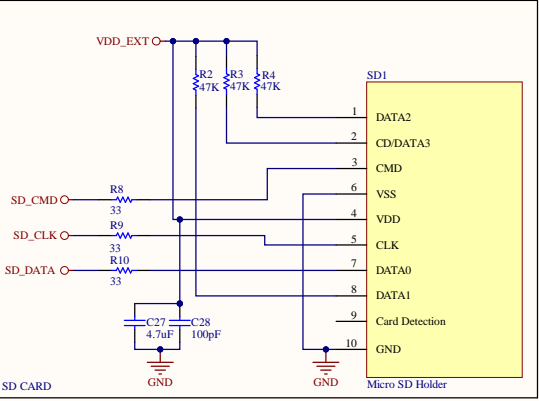 VDD_EXT
R2 R3 R4
47K 47K 47K
SD1
1 DATA2
2 CD/DATA3
3 CMD
6 VSS
4 VDD
5 CLK
7 DATA0
8 DATA1
9 Card Detection
10 GND
SD_CMD R8
33
SD_CLK R9
33
SD_DATA R10
33
C27 C28
4.7uF 100pF
GND GND
SD CARD Micro SD Holder